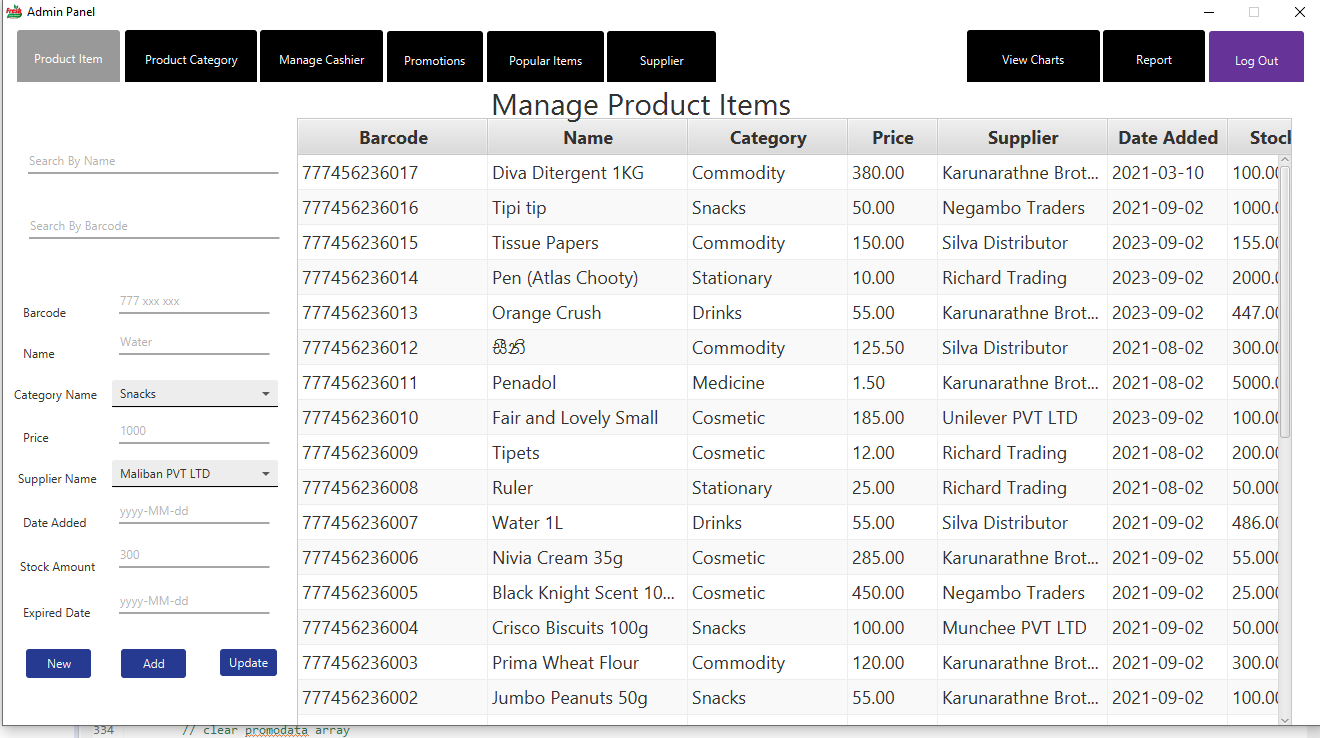 Fresh Admin Panel
Product Item Product Category Manage Cashier Promotions Popular Items Supplier View Charts Report Log Out
Manage Product Items
Search By Name
Search By Barcode
Barcode 777 xxx xxx
Name Water
Category Name Snacks
Price 1000
Supplier Name Maliban PVT LTD
Date Added yyyy-MM-dd
Stock Amount 300
Expired Date yyyy-MM-dd
New Add Update
Barcode Name Category Price Supplier Date Added Stock
777456236017 Diva Ditergent 1KG Commodity 380.00 Karunarathne Brot... 2021-03-10 100.00
777456236016 Tipi tip Snacks 50.00 Negambo Traders 2021-09-02 1000.0
777456236015 Tissue Papers Commodity 150.00 Silva Distributor 2023-09-02 155.00
777456236014 Pen (Atlas Chooty) Stationary 10.00 Richard Trading 2023-09-02 2000.0
777456236013 Orange Crush Drinks 55.00 Karunarathne Brot... 2023-09-02 447.00
777456236012 සීනි Commodity 125.50 Silva Distributor 2021-08-02 300.00
777456236011 Penadol Medicine 1.50 Karunarathne Brot... 2021-08-02 5000.0
777456236010 Fair and Lovely Small Cosmetic 185.00 Unilever PVT LTD 2023-09-02 100.00
777456236009 Tipets Cosmetic 12.00 Richard Trading 2021-08-02 200.00
777456236008 Ruler Stationary 25.00 Richard Trading 2021-08-02 50.000
777456236007 Water 1L Drinks 55.00 Silva Distributor 2021-09-02 486.00
777456236006 Nivia Cream 35g Cosmetic 285.00 Karunarathne Brot... 2021-09-02 55.000
777456236005 Black Knight Scent 10... Cosmetic 450.00 Negambo Traders 2021-09-02 25.000
777456236004 Crisco Biscuits 100g Snacks 100.00 Munchee PVT LTD 2021-09-02 50.000
777456236003 Prima Wheat Flour Commodity 120.00 Karunarathne Brot... 2021-09-02 300.00
777456236002 Jumbo Peanuts 50g Snacks 55.00 Karunarathne Brot... 2021-09-02 100.00
334 // clear promodata array